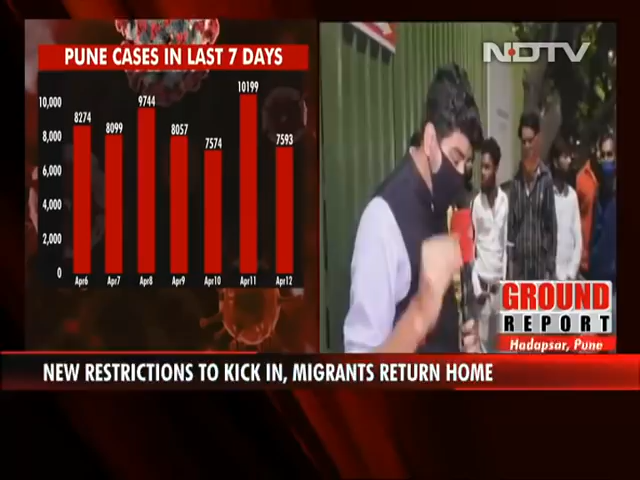 PUNE CASES IN LAST 7 DAYS
10,000
8,000
6,000
4,000
2,000
0
8274
8099
9744
8057
7574
10199
7593
Apr6
Apr7
Apr8
Apr9
Apr10
Apr11
Apr12
NDTV
GROUND
REPORT
Hadapsar, Pune
NEW RESTRICTIONS TO KICK IN, MIGRANTS RETURN HOME